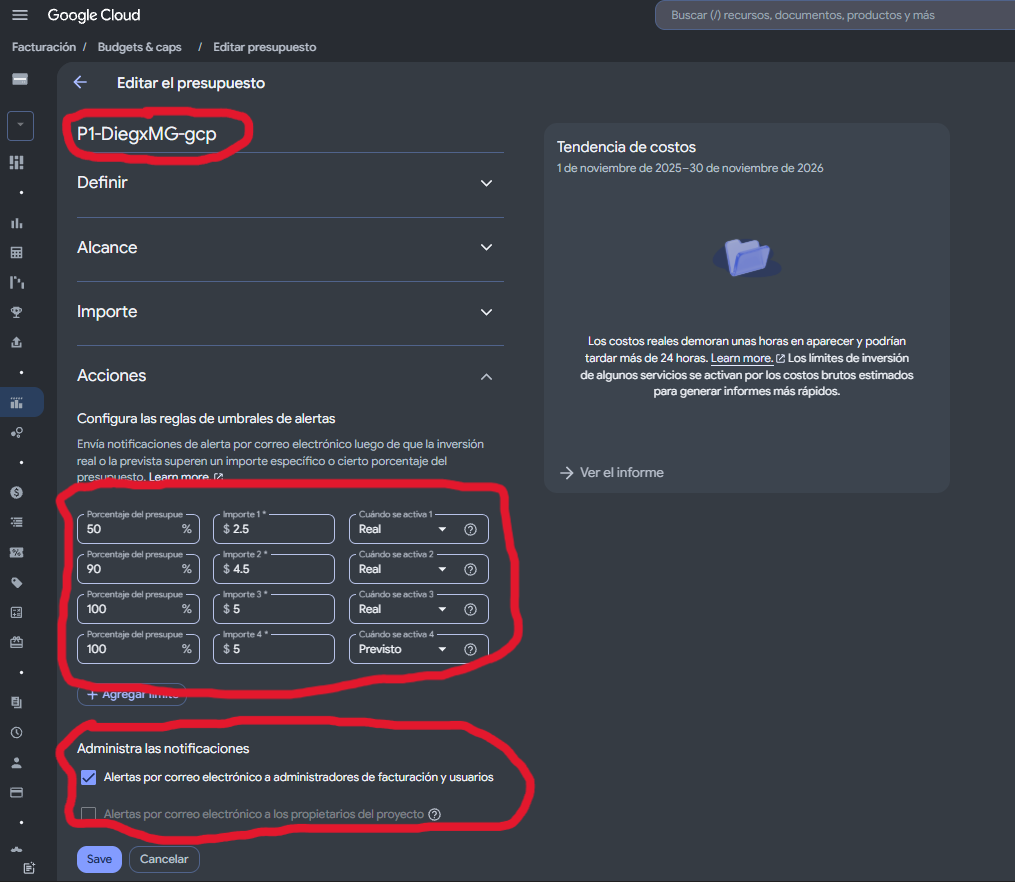 Google Cloud
Buscar (/) recursos, documentos, productos y más
Facturación / Budgets & caps / Editar presupuesto
Editar el presupuesto
P1-DiegxMG-gcp
Definir
Alcance
Importe
Acciones
Configura las reglas de umbrales de alertas
Envía notificaciones de alerta por correo electrónico luego de que la inversión
real o la prevista superen un importe específico o cierto porcentaje del
presupuesto. Learn more.
Porcentaje del presupue Importe 1 * Cuándo se activa 1
50 % $ 2.5 Real
Porcentaje del presupue Importe 2 * Cuándo se activa 2
90 % $ 4.5 Real
Porcentaje del presupue Importe 3 * Cuándo se activa 3
100 % $ 5 Real
Porcentaje del presupue Importe 4 * Cuándo se activa 4
100 % $ 5 Previsto
+ Agregar límite
Administra las notificaciones
Alertas por correo electrónico a administradores de facturación y usuarios
Alertas por correo electrónico a los propietarios del proyecto
Save Cancelar
Tendencia de costos
1 de noviembre de 2025–30 de noviembre de 2026
Los costos reales demoran unas horas en aparecer y podrían
tardar más de 24 horas. Learn more. Los límites de inversión
de algunos servicios se activan por los costos brutos estimados
para generar informes más rápidos.
Ver el informe